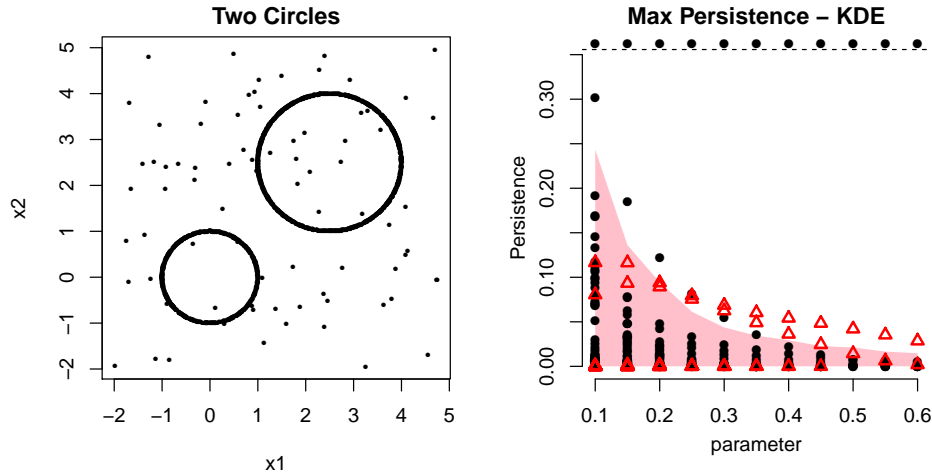 Two Circles
x2
5
4
3
2
1
0
−1
−2
−2 −1 0 1 2 3 4 5
x1
Max Persistence − KDE
Persistence
0.30
0.20
0.10
0.00
0.1 0.2 0.3 0.4 0.5 0.6
parameter